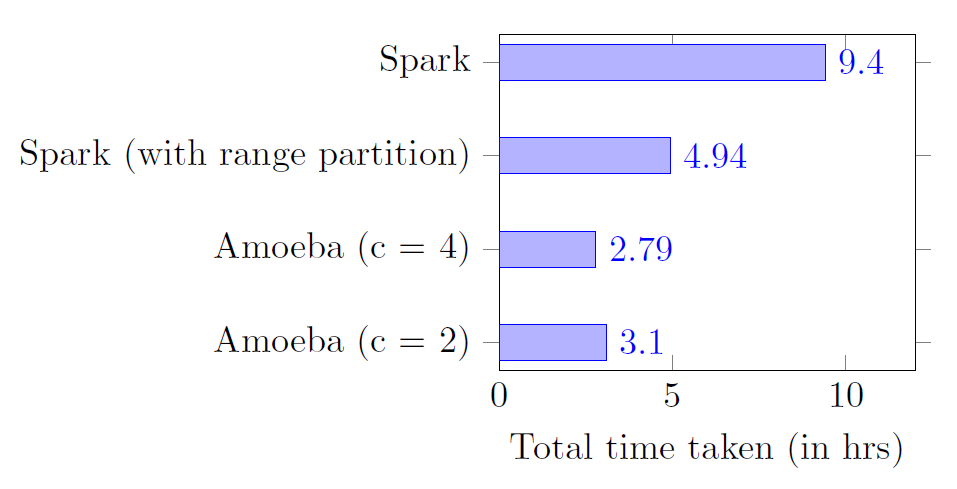 Spark
9.4
Spark (with range partition)
4.94
Amoeba (c = 4)
2.79
Amoeba (c = 2)
3.1
0 5 10
Total time taken (in hrs)